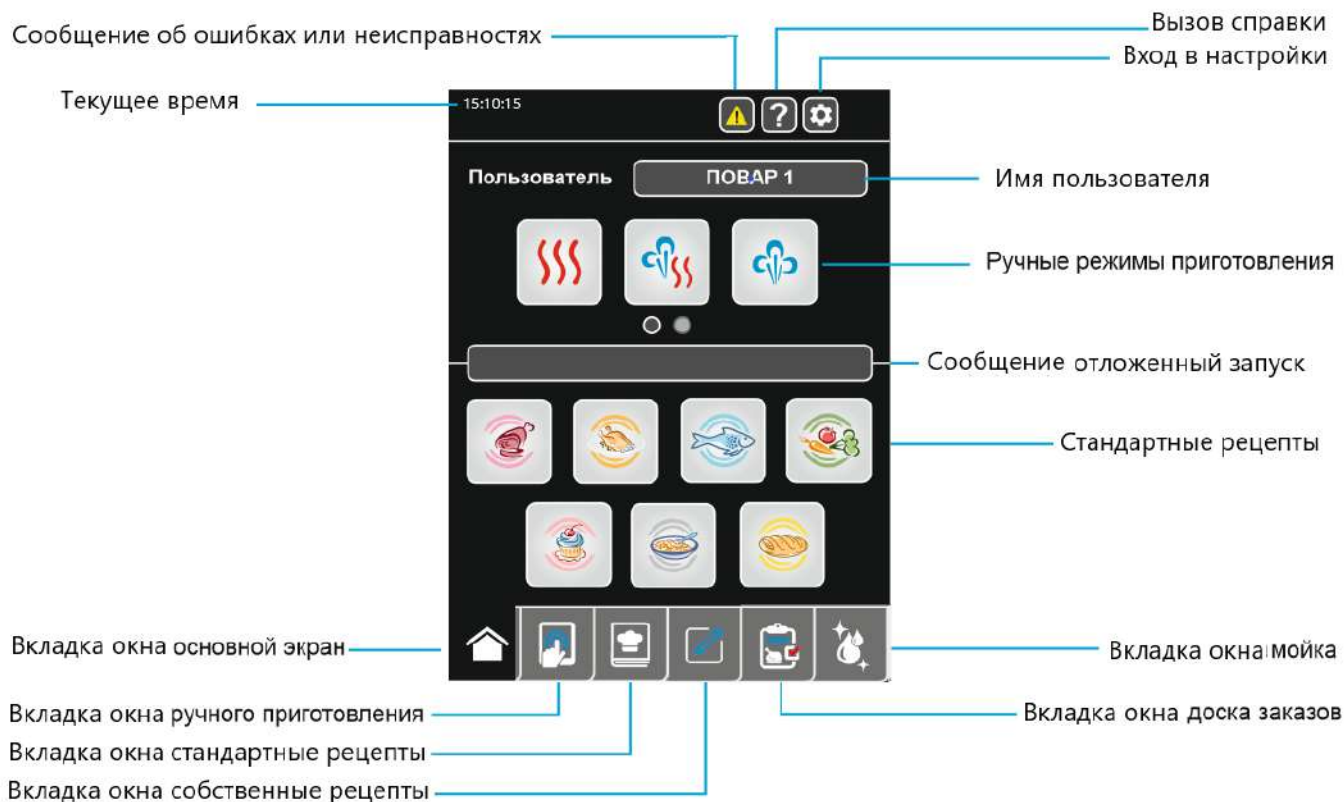 Сообщение об ошибках или неисправностях
Вызов справки
Вход в настройки
Текущее время
15:10:15
?
Пользователь
ПОВАР 1
Имя пользователя
Ручные режимы приготовления
Сообщение отложенный запуск
Стандартные рецепты
Вкладка окна основной экран
Вкладка окна мойка
Вкладка окна ручного приготовления
Вкладка окна доска заказов
Вкладка окна стандартные рецепты
Вкладка окна собственные рецепты